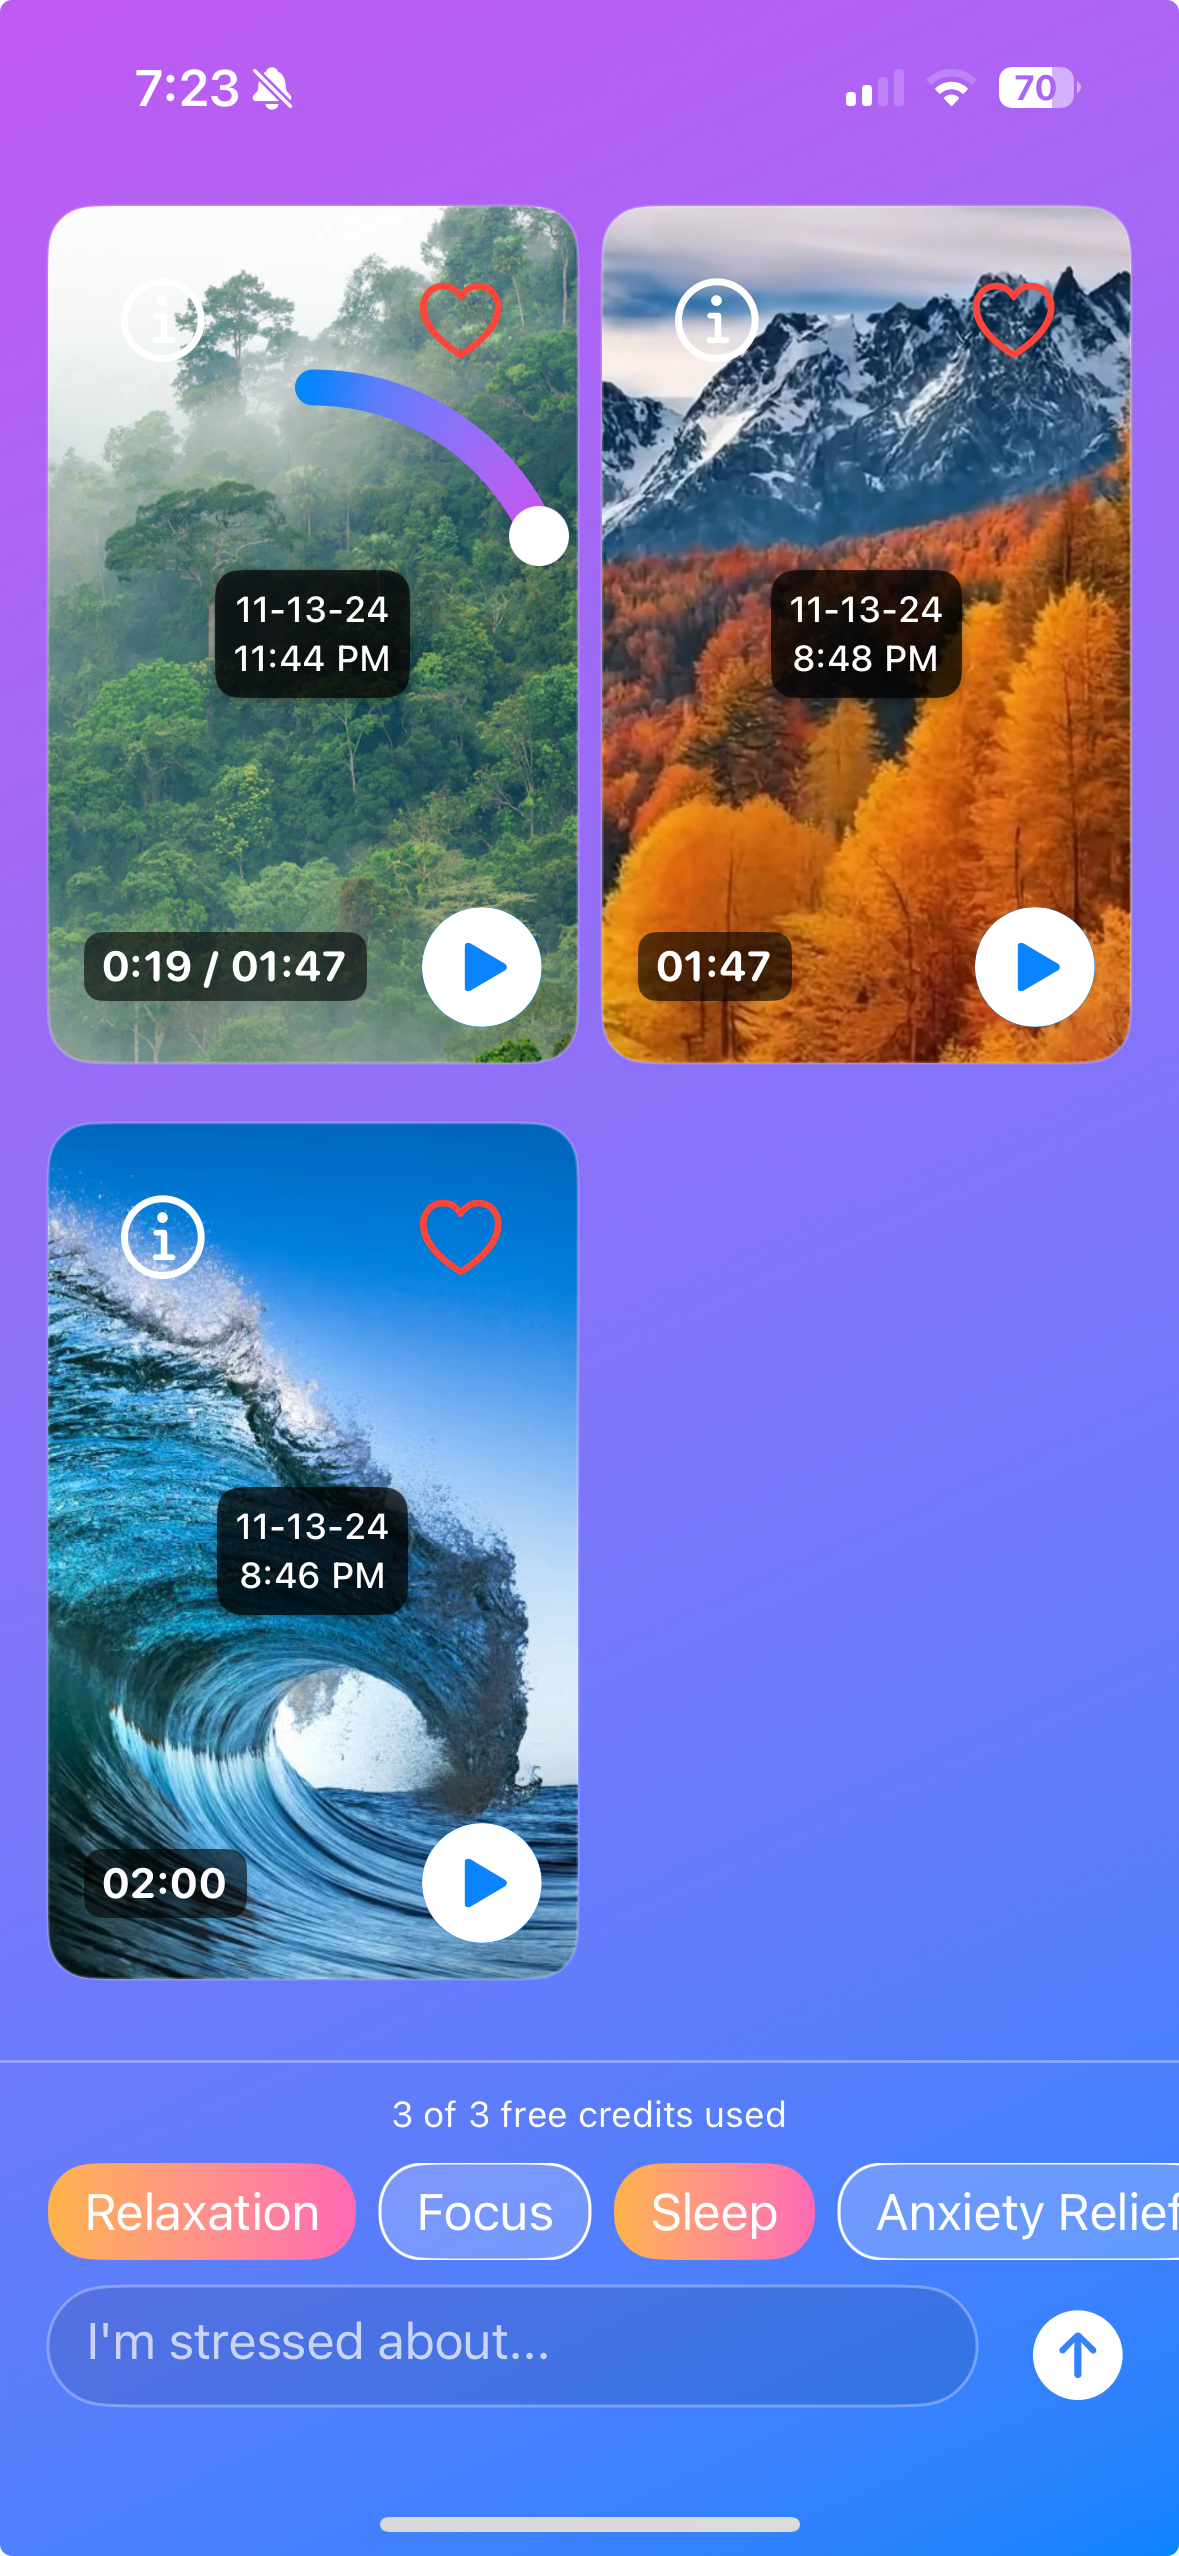 7:23
70
11-13-24
11:44 PM
0:19 / 01:47
11-13-24
8:48 PM
01:47
11-13-24
8:46 PM
02:00
3 of 3 free credits used
Relaxation
Focus
Sleep
Anxiety Relief
I'm stressed about...